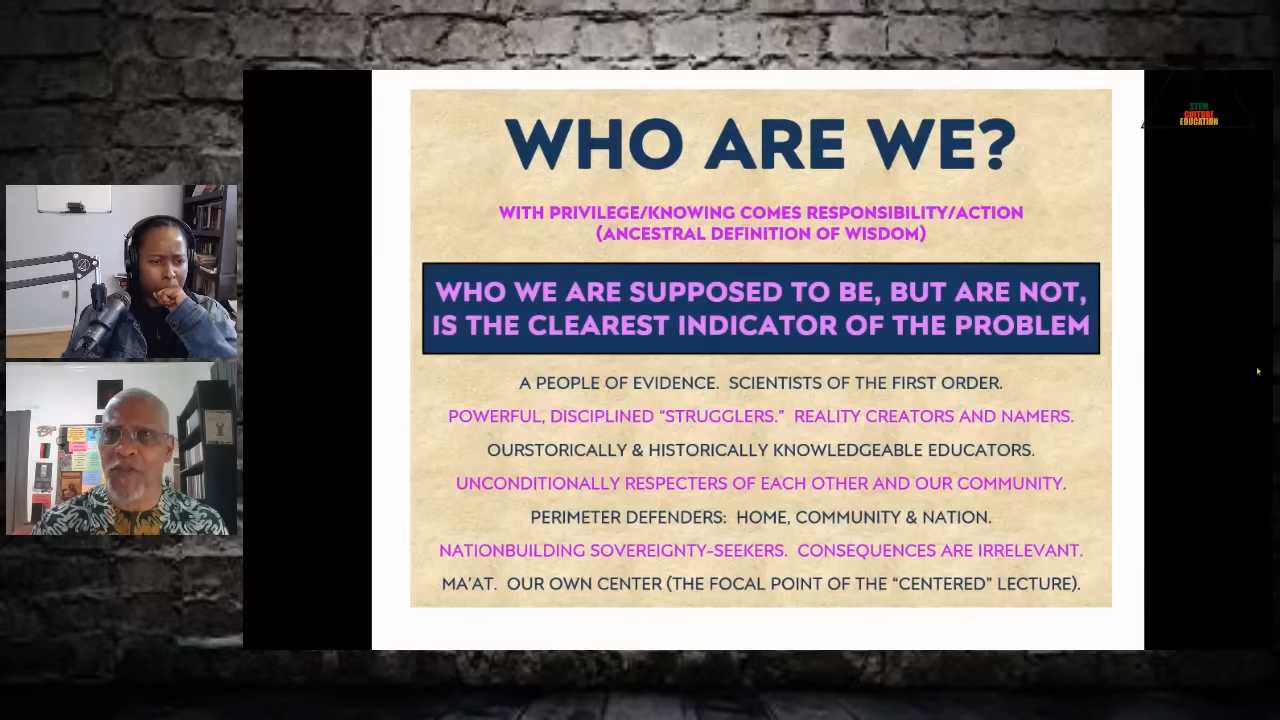 WHO ARE WE?
WITH PRIVILEGE/KNOWING COMES RESPONSIBILITY/ACTION
(ANCESTRAL DEFINITION OF WISDOM)
WHO WE ARE SUPPOSED TO BE, BUT ARE NOT,
IS THE CLEAREST INDICATOR OF THE PROBLEM
A PEOPLE OF EVIDENCE. SCIENTISTS OF THE FIRST ORDER.
POWERFUL, DISCIPLINED “STRUGGLERS.” REALITY CREATORS AND NAMERS.
OURSTORICALLY & HISTORICALLY KNOWLEDGEABLE EDUCATORS.
UNCONDITIONALLY RESPECTERS OF EACH OTHER AND OUR COMMUNITY.
PERIMETER DEFENDERS: HOME, COMMUNITY & NATION.
NATIONBUILDING SOVEREIGNTY-SEEKERS. CONSEQUENCES ARE IRRELEVANT.
MA’AT. OUR OWN CENTER (THE FOCAL POINT OF THE “CENTERED” LECTURE).
STEM
CULTURE
EDUCATION